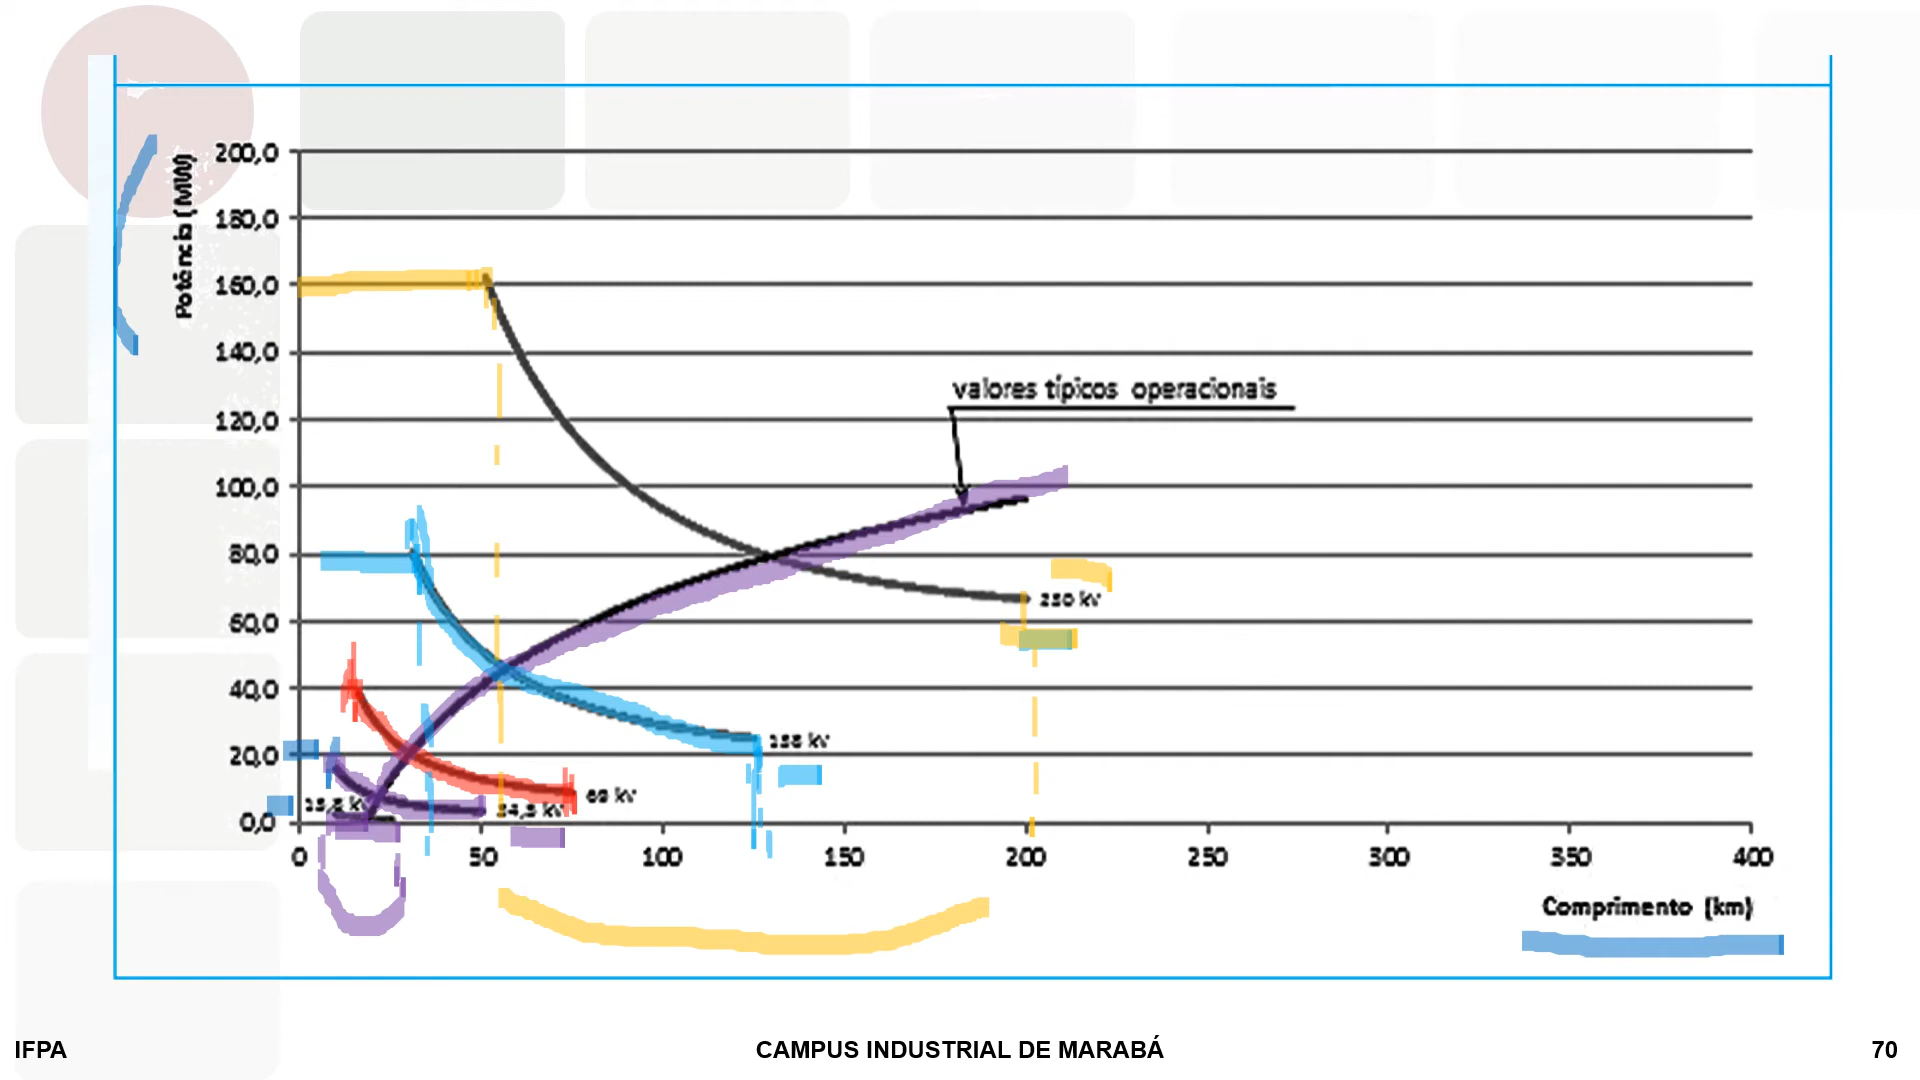 Potência (MW)
200,0
180,0
160,0
140,0
120,0
100,0
80,0
60,0
40,0
20,0
0,0
valores típicos operacionais
230 kV
138 kV
69 kV
34,5 kV
13,8 kV
0 50 100 150 200 250 300 350 400
Comprimento (km)
IFPA CAMPUS INDUSTRIAL DE MARABÁ 70